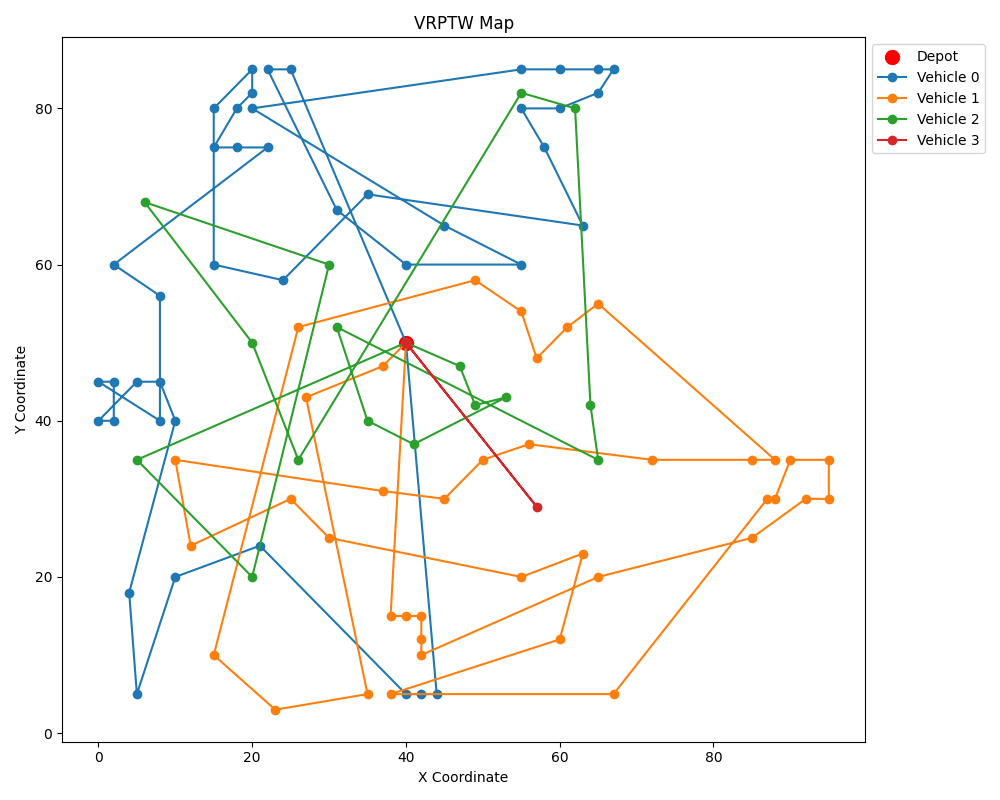 VRPTW Map
Depot
Vehicle 0
Vehicle 1
Vehicle 2
Vehicle 3
80
60
40
20
0
Y Coordinate
0 20 40 60 80
X Coordinate